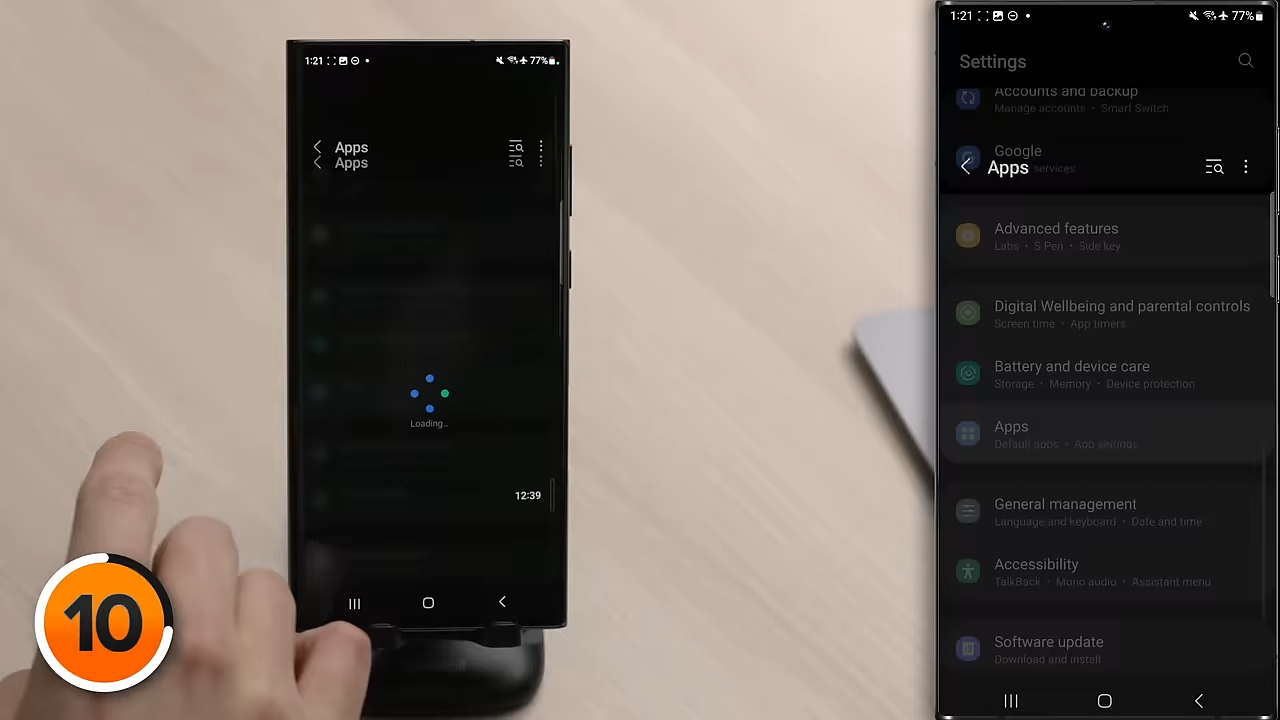 1:21
77%
Apps
Apps
Loading...
12:39
10
1:21
77%
Settings
Accounts and backup
Manage accounts • Smart Switch
Google
services
Apps
Advanced features
Labs • S Pen • Side key
Digital Wellbeing and parental controls
Screen time • App timers
Battery and device care
Storage • Memory • Device protection
Apps
Default apps • App settings
General management
Language and keyboard • Date and time
Accessibility
TalkBack • Mono audio • Assistant menu
Software update
Download and install